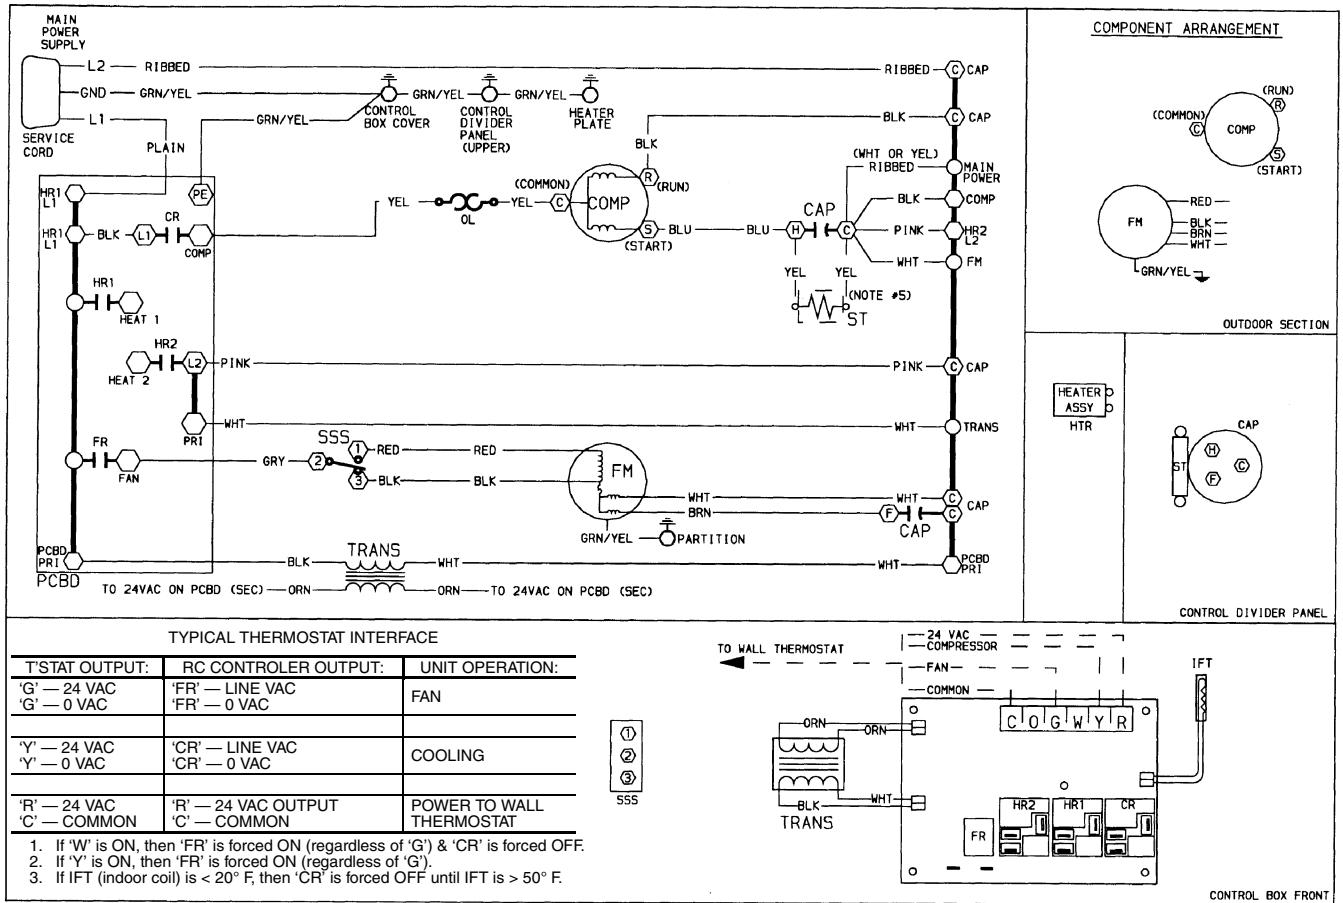 MAIN
POWER
SUPPLY
L2 RIBBED RIBBED C CAP
GND GRN/YEL GRN/YEL GRN/YEL
CONTROL
BOX COVER
CONTROL
DIVIDER
PANEL
(UPPER)
HEATER
PLATE
L1
SERVICE
CORD
PLAIN
GRN/YEL
BLK C CAP
BLK
HR1
L1
PE
YEL OL YEL
(COMMON)
C COMP
R (RUN)
S (START)
(WHT OR YEL)
RIBBED MAIN
POWER
BLK COMP
HR1
L1
BLK L1 CR COMP
BLU BLU H CAP C PINK HR2
L2
WHT FM
YEL YEL
(NOTE #5)
ST
HR1
HEAT 1
HR2
HEAT 2
L2 PINK PINK C CAP
PRI WHT WHT TRANS
FR
FAN
GRY
SSS
2
1 RED RED
3 BLK BLK
FM
WHT WHT C
CAP
BRN F CAP C
GRN/YEL PARTITION
PCBD
PRI
PCBD
BLK TRANS WHT WHT PCBD
PRI
TO 24VAC ON PCBD (SEC) ORN ORN TO 24VAC ON PCBD (SEC)
COMPONENT ARRANGEMENT
(RUN)
R
(COMMON)
C
COMP
S
(START)
FM
RED
BLK
BRN
WHT
GRN/YEL
OUTDOOR SECTION
HEATER
ASSY
HTR
CAP
ST
H
C
F
CONTROL DIVIDER PANEL
TYPICAL THERMOSTAT INTERFACE
T'STAT OUTPUT: RC CONTROLER OUTPUT: UNIT OPERATION:
'G' — 24 VAC 'FR' — LINE VAC FAN
'G' — 0 VAC 'FR' — 0 VAC
'Y' — 24 VAC 'CR' — LINE VAC COOLING
'Y' — 0 VAC 'CR' — 0 VAC
'R' — 24 VAC 'R' — 24 VAC OUTPUT POWER TO WALL
'C' — COMMON 'C' — COMMON THERMOSTAT
1. If 'W' is ON, then 'FR' is forced ON (regardless of 'G') & 'CR' is forced OFF.
2. If 'Y' is ON, then 'FR' is forced ON (regardless of 'G').
3. If IFT (indoor coil) is < 20° F, then 'CR' is forced OFF until IFT is > 50° F.
1
2
3
SSS
TO WALL THERMOSTAT
24 VAC
COMPRESSOR
FAN
COMMON
IFT
C O G W Y R
ORN
ORN
WHT
BLK
TRANS
HR2 HR1 CR
FR
CONTROL BOX FRONT